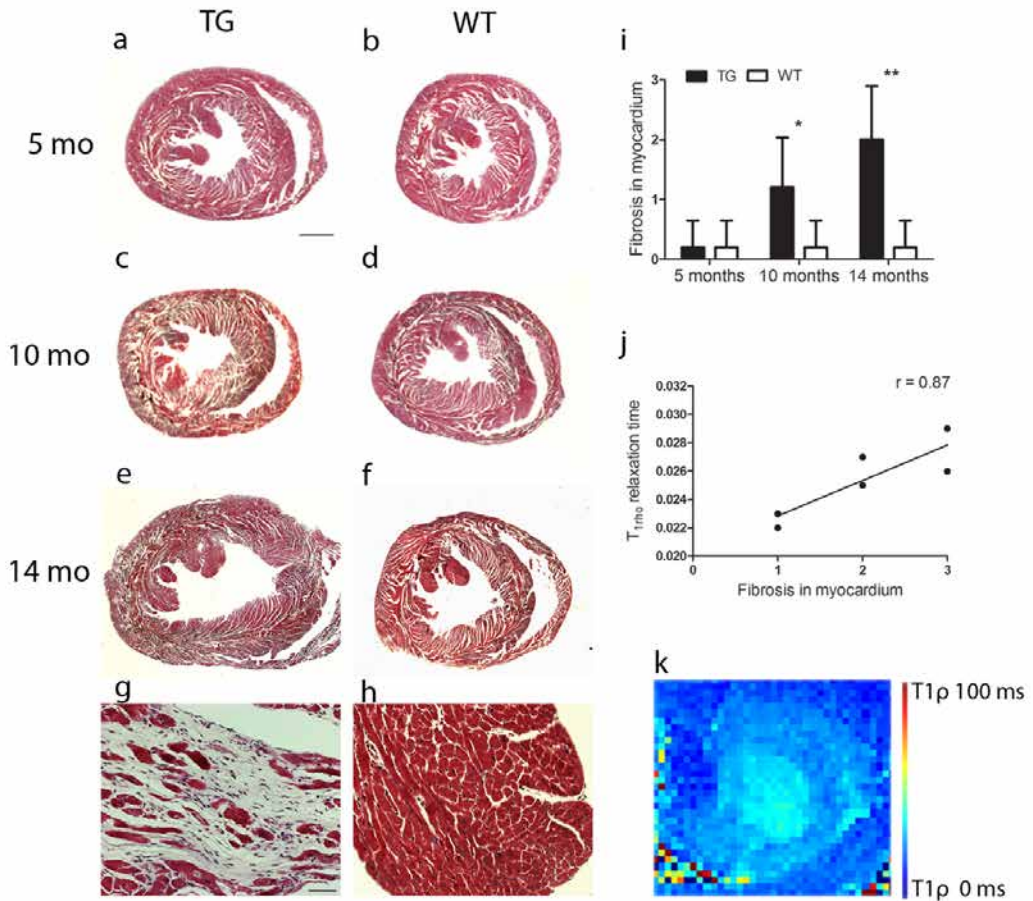 TG
WT
a
b
5 mo
c
d
10 mo
e
f
14 mo
g
h
i
TG
WT
**
*
Fibrosis in myocardium
3
2
1
0
5 months
10 months
14 months
j
r = 0.87
T1rho relaxation time
0.032
0.030
0.028
0.026
0.024
0.022
0.020
0
1
2
3
Fibrosis in myocardium
k
T1ρ 100 ms
T1ρ 0 ms